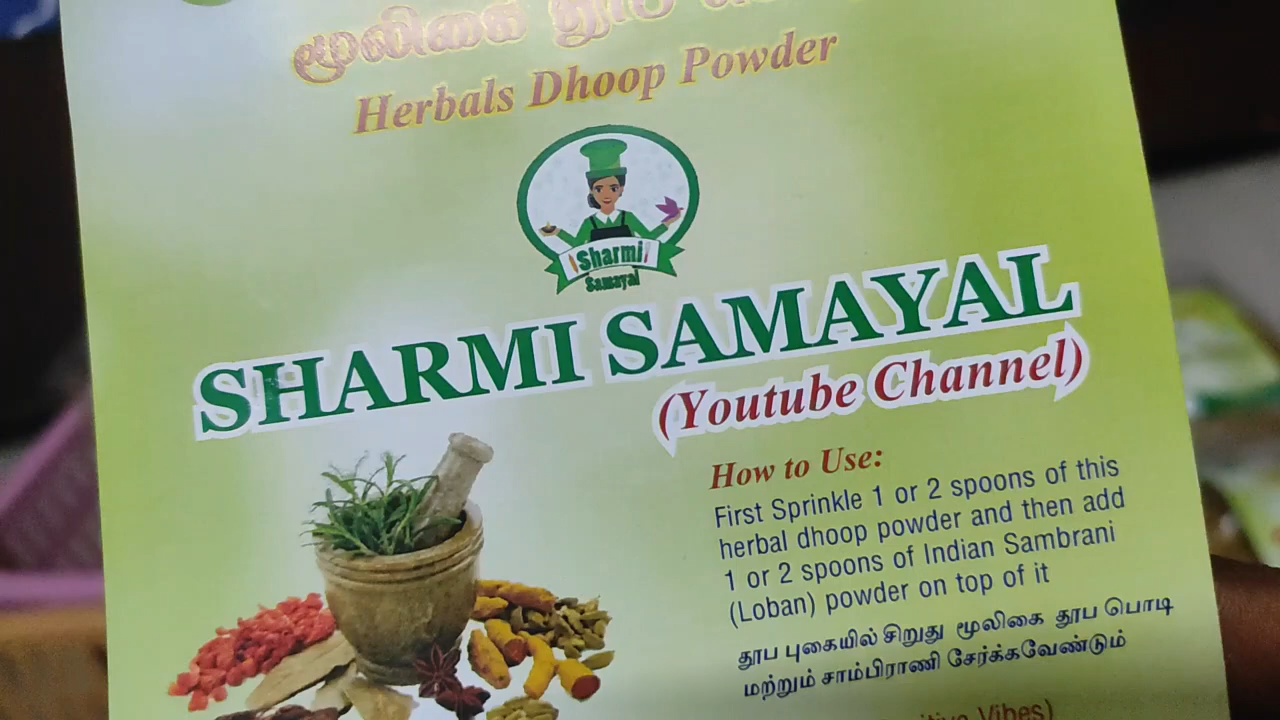 மூலிகை தூப
Herbals Dhoop Powder
Sharmi
Samayal
SHARMI SAMAYAL
(Youtube Channel)
How to Use:
First Sprinkle 1 or 2 spoons of this
herbal dhoop powder and then add
1 or 2 spoons of Indian Sambrani
(Loban) powder on top of it
தூப புகையில் சிறுது மூலிகை தூப பொடி
மற்றும் சாம்பிராணி சேர்க்கவேண்டும்
Vibes)